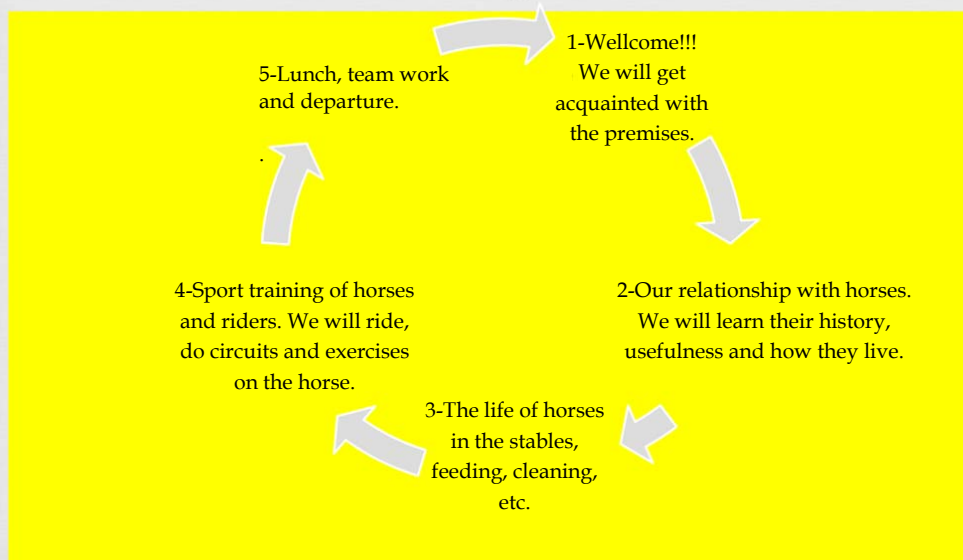 1-Wellcome!!!
We will get
acquainted with
the premises.
2-Our relationship with horses.
We will learn their history,
usefulness and how they live.
3-The life of horses
in the stables,
feeding, cleaning,
etc.
4-Sport training of horses
and riders. We will ride,
do circuits and exercises
on the horse.
5-Lunch, team work
and departure.
.